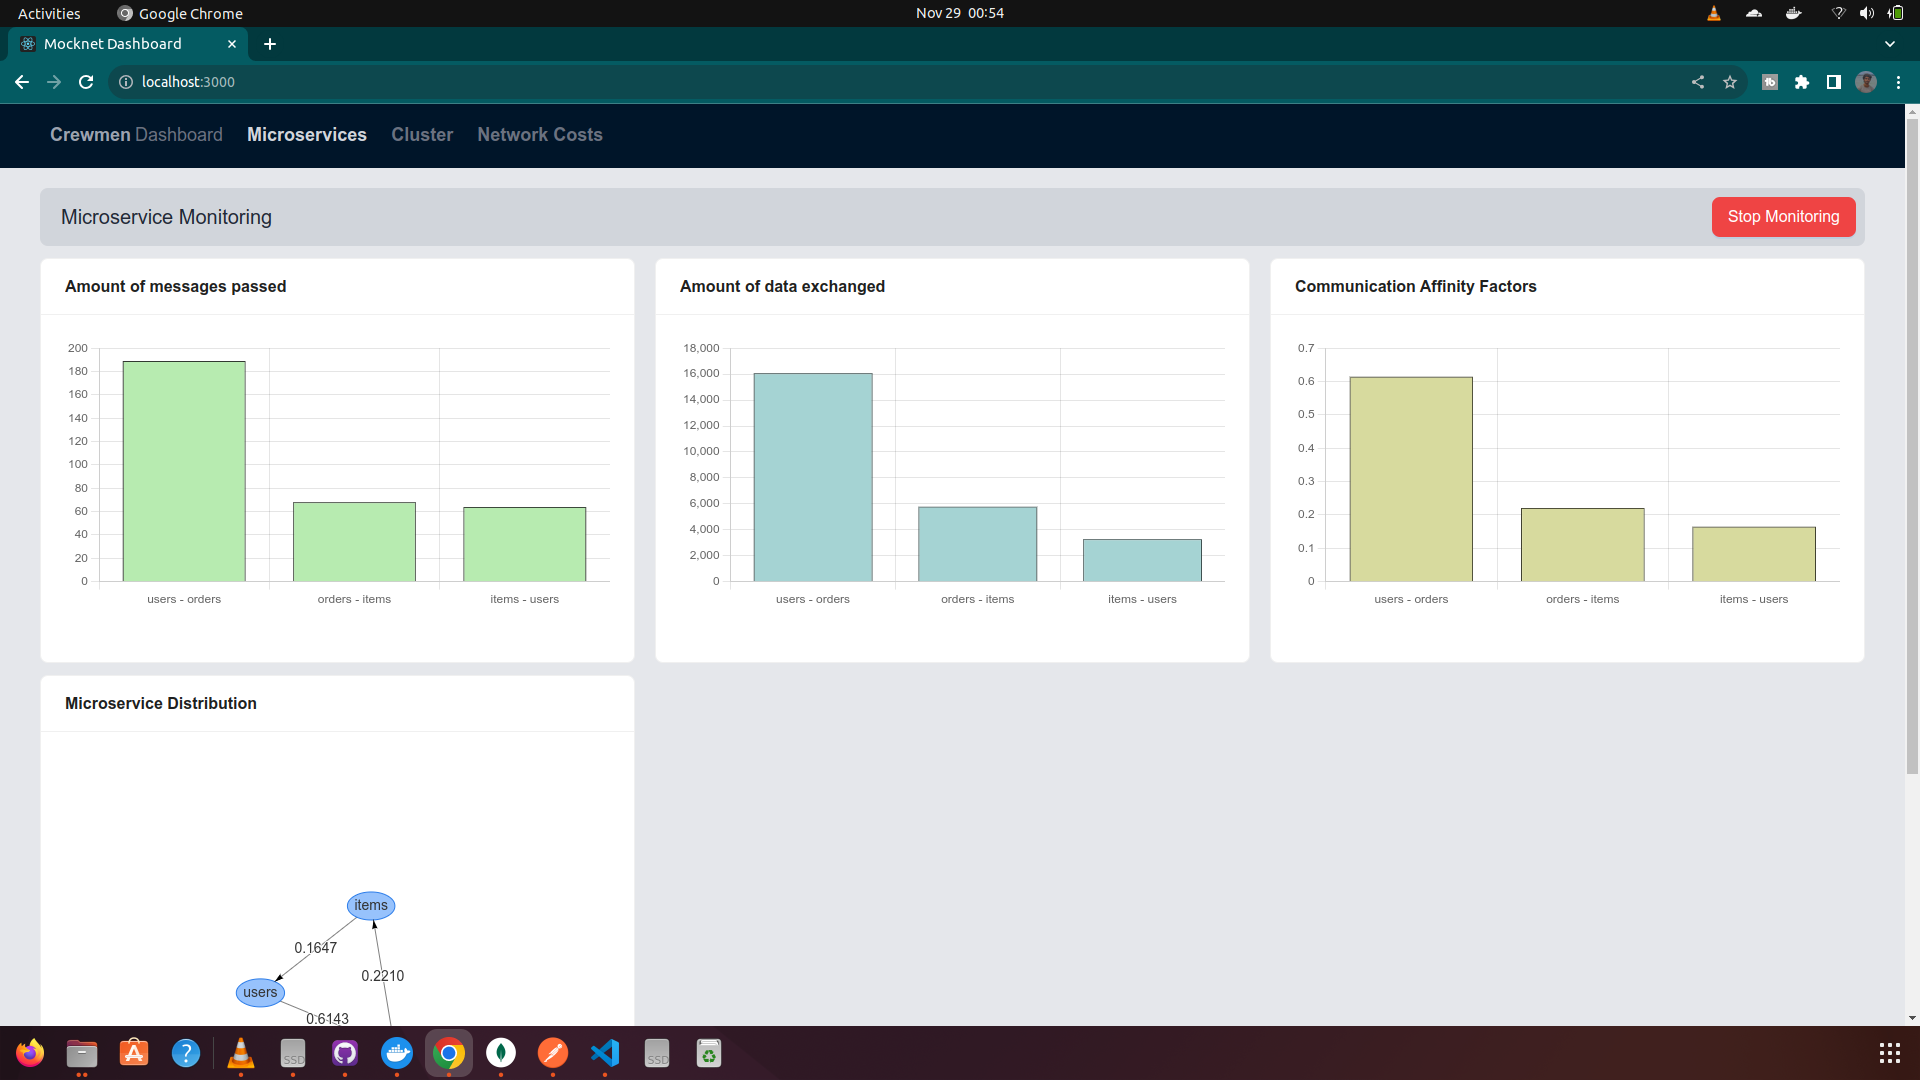 Activities
Google Chrome
Nov 29 00:54
Mocknet Dashboard
localhost:3000
Crewmen Dashboard
Microservices
Cluster
Network Costs
Microservice Monitoring
Stop Monitoring
Amount of messages passed
200
180
160
140
120
100
80
60
40
20
0
users - orders
orders - items
items - users
Amount of data exchanged
18,000
16,000
14,000
12,000
10,000
8,000
6,000
4,000
2,000
0
users - orders
orders - items
items - users
Communication Affinity Factors
0.7
0.6
0.5
0.4
0.3
0.2
0.1
0
users - orders
orders - items
items - users
Microservice Distribution
items
0.1647
0.2210
users
0.6143
SSD
SSD